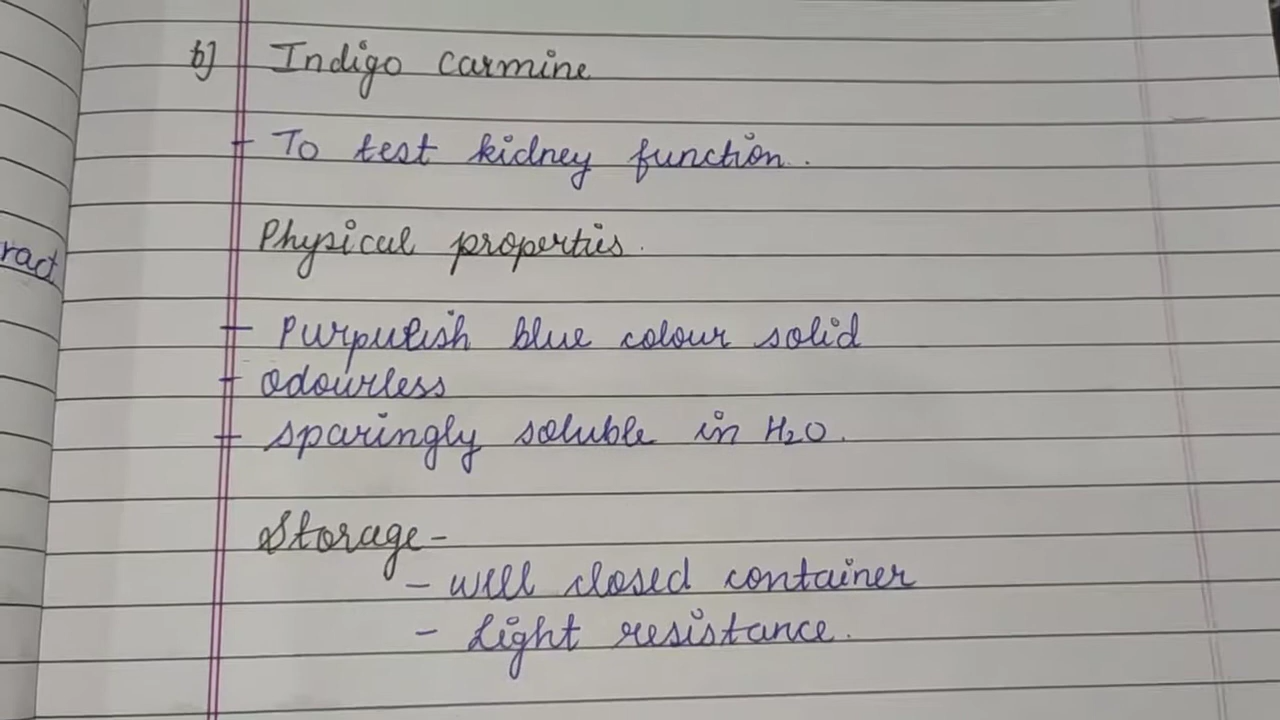 b] Indigo carmine
- To test kidney function.
Physical properties.
- Purpulish blue colour solid
ract
- odourless
- sparingly soluble in H₂O.
Storage -
- well closed container
- Light resistance.